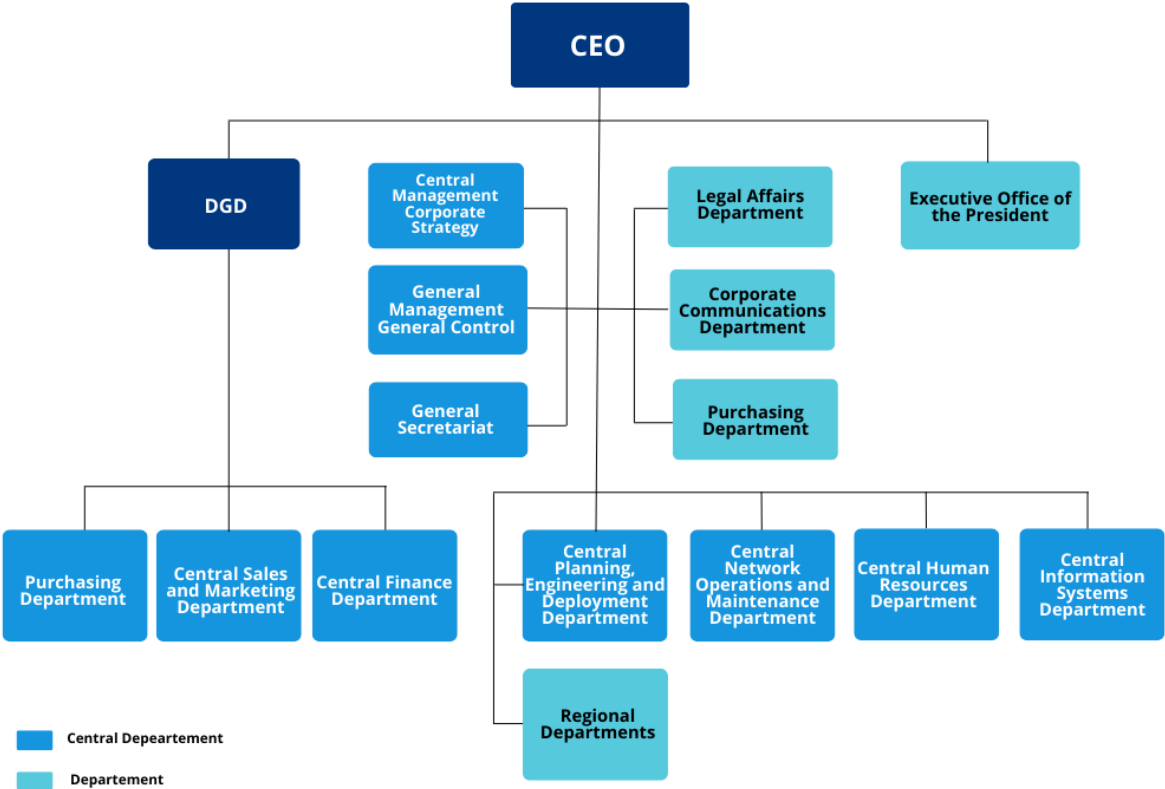 CEO
DGD
Central
Management
Corporate
Strategy
Legal Affairs
Department
Executive Office of
the President
General
Management
General Control
Corporate
Communications
Department
General
Secretariat
Purchasing
Department
Purchasing
Department
Central Sales
and Marketing
Department
Central Finance
Department
Central
Planning,
Engineering and
Deployment
Department
Central
Network
Operations and
Maintenance
Department
Central Human
Resources
Department
Central
Information
Systems
Department
Regional
Departments
Central Depeartement
Departement